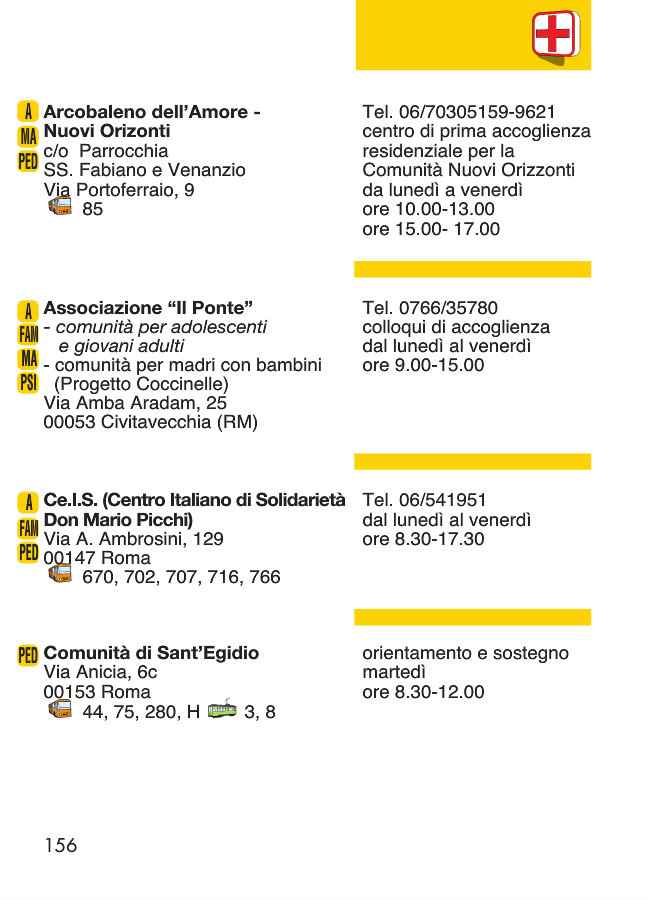 A
MA
PED
Arcobaleno dell’Amore -
Nuovi Orizonti
c/o Parrocchia
SS. Fabiano e Venanzio
Via Portoferraio, 9
85
Tel. 06/70305159-9621
centro di prima accoglienza
residenziale per la
Comunità Nuovi Orizzonti
da lunedì a venerdì
ore 10.00-13.00
ore 15.00- 17.00
A
FAM
MA
PSI
Associazione “Il Ponte”
- comunità per adolescenti
e giovani adulti
- comunità per madri con bambini
(Progetto Coccinelle)
Via Amba Aradam, 25
00053 Civitavecchia (RM)
Tel. 0766/35780
colloqui di accoglienza
dal lunedì al venerdì
ore 9.00-15.00
A
FAM
PED
Ce.I.S. (Centro Italiano di Solidarietà
Don Mario Picchi)
Via A. Ambrosini, 129
00147 Roma
670, 702, 707, 716, 766
Tel. 06/541951
dal lunedì al venerdì
ore 8.30-17.30
PED
Comunità di Sant’Egidio
Via Anicia, 6c
00153 Roma
44, 75, 280, H 3, 8
orientamento e sostegno
martedì
ore 8.30-12.00
156